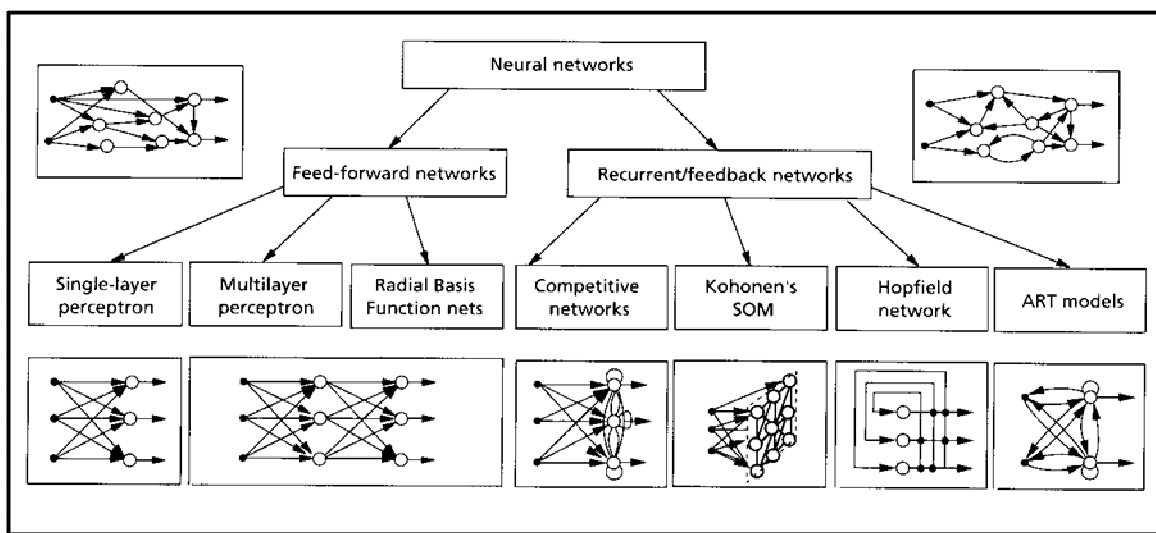 Neural networks
Feed-forward networks
Recurrent/feedback networks
Single-layer
perceptron
Multilayer
perceptron
Radial Basis
Function nets
Competitive
networks
Kohonen's
SOM
Hopfield
network
ART models